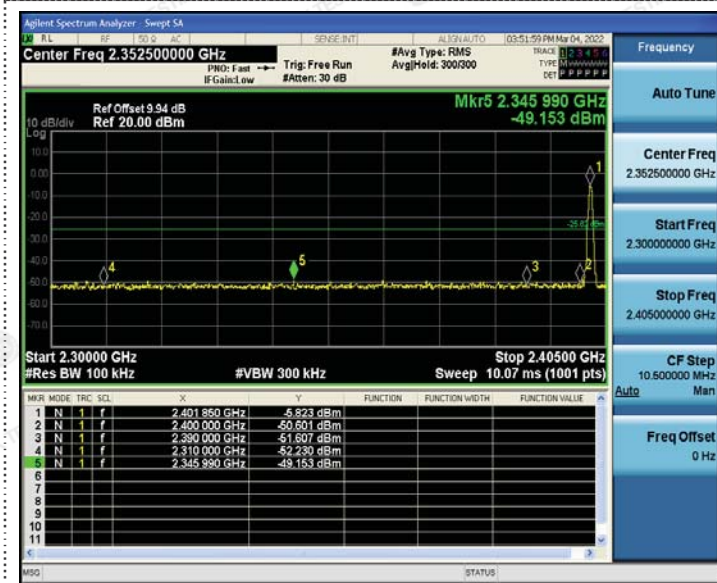 Agilent Spectrum Analyzer - Swept SA
RL RF 50 Ω AC SENSE:INT ALIGN AUTO 03:51:59 PM Mar 04, 2022
Center Freq 2.352500000 GHz
PNO: Fast
IFGain:Low
Trig: Free Run
#Atten: 30 dB
#Avg Type: RMS
Avg|Hold: 300/300
TRACE 1 2 3 4 5 6
TYPE M
DET P P P P P P
Mkr5 2.345 990 GHz
-49.153 dBm
Ref Offset 9.94 dB
10 dB/div Ref 20.00 dBm
Log
10.0
0.00
-10.0
-20.0
-30.0
-40.0
-50.0
-60.0
-70.0
1
-25.82 dBm
4
5
3
2
Start 2.30000 GHz Stop 2.40500 GHz
#Res BW 100 kHz #VBW 300 kHz Sweep 10.07 ms (1001 pts)
MKR MODE TRC SCL X Y FUNCTION FUNCTION WIDTH FUNCTION VALUE
1 N 1 f 2.401 850 GHz -5.823 dBm
2 N 1 f 2.400 000 GHz -50.601 dBm
3 N 1 f 2.390 000 GHz -51.607 dBm
4 N 1 f 2.310 000 GHz -52.230 dBm
5 N 1 f 2.345 990 GHz -49.153 dBm
6
7
8
9
10
11
MSG STATUS
Frequency
Auto Tune
Center Freq
2.352500000 GHz
Start Freq
2.300000000 GHz
Stop Freq
2.405000000 GHz
CF Step
10.500000 MHz
Auto Man
Freq Offset
0 Hz